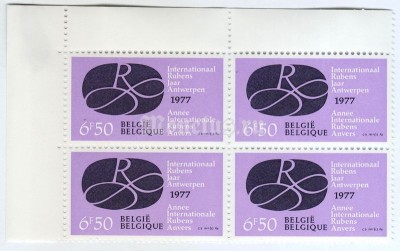 Internationaal
Rubens
Jaar
Antwerpen
1977
Année
Internationale
Rubens
Anvers
6F50
BELGIË
BELGIQUE
Internationaal
Rubens
Jaar
Antwerpen
1977
Année
Internationale
Rubens
Anvers
6F50
BELGIË
BELGIQUE
Internationaal
Rubens
Jaar
Antwerpen
1977
Année
Internationale
Rubens
Anvers
6F50
BELGIË
BELGIQUE
Internationaal
Rubens
Jaar
Antwerpen
1977
Année
Internationale
Rubens
Anvers
6F50
BELGIË
BELGIQUE